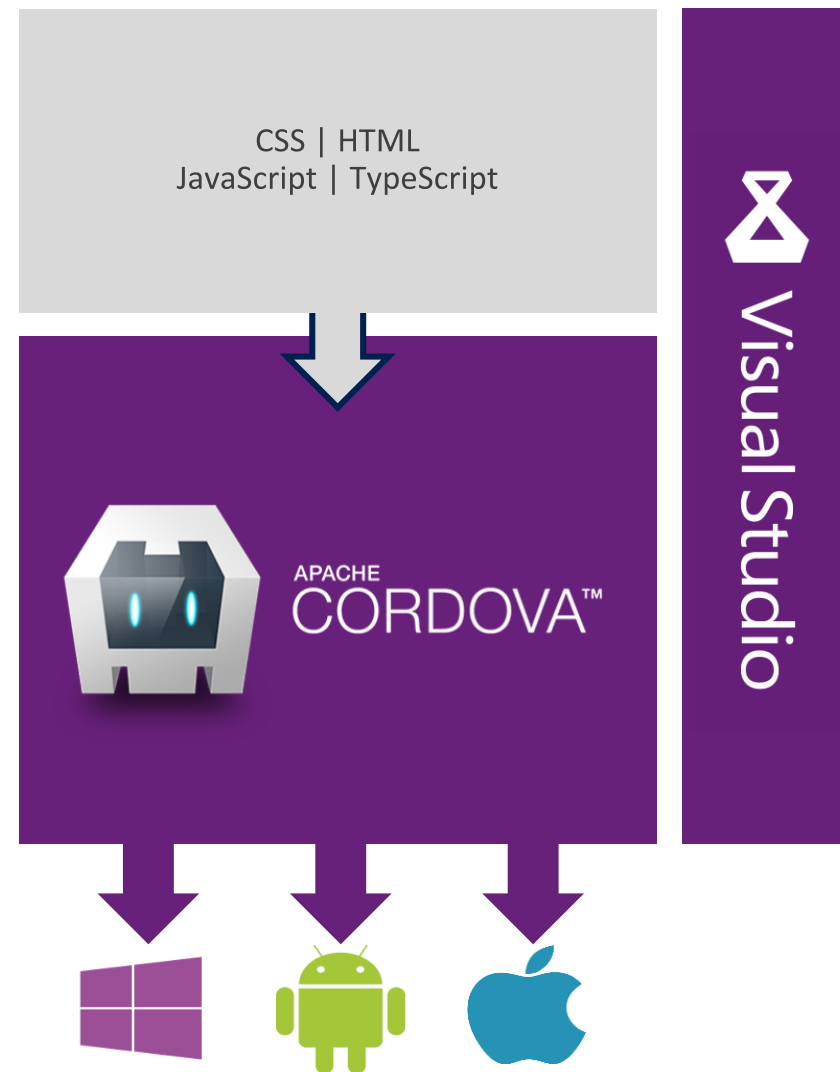 CSS | HTML
JavaScript | TypeScript
APACHE
CORDOVA™
Visual Studio